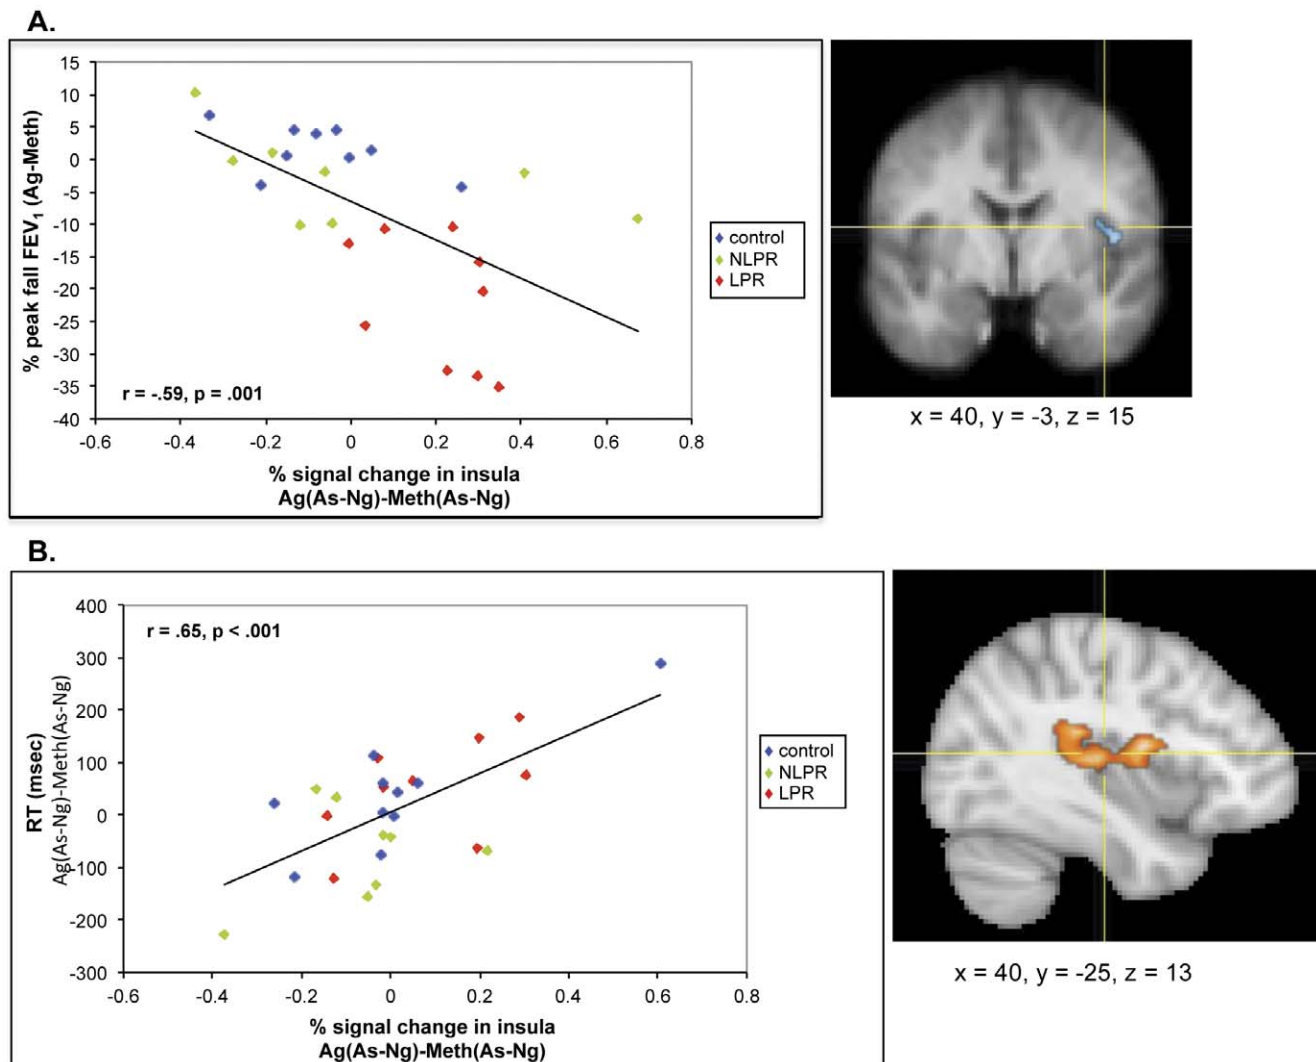 A.
% peak fall FEV1 (Ag-Meth)
15
10
5
0
-5
-10
-15
-20
-25
-30
-35
-40
r = -.59, p = .001
-0.6 -0.4 -0.2 0 0.2 0.4 0.6 0.8
% signal change in insula
Ag(As-Ng)-Meth(As-Ng)
control
NLPR
LPR
x = 40, y = -3, z = 15
B.
RT (msec)
Ag(As-Ng)-Meth(As-Ng)
400
300
200
100
0
-100
-200
-300
r = .65, p < .001
-0.6 -0.4 -0.2 0 0.2 0.4 0.6 0.8
% signal change in insula
Ag(As-Ng)-Meth(As-Ng)
control
NLPR
LPR
x = 40, y = -25, z = 13